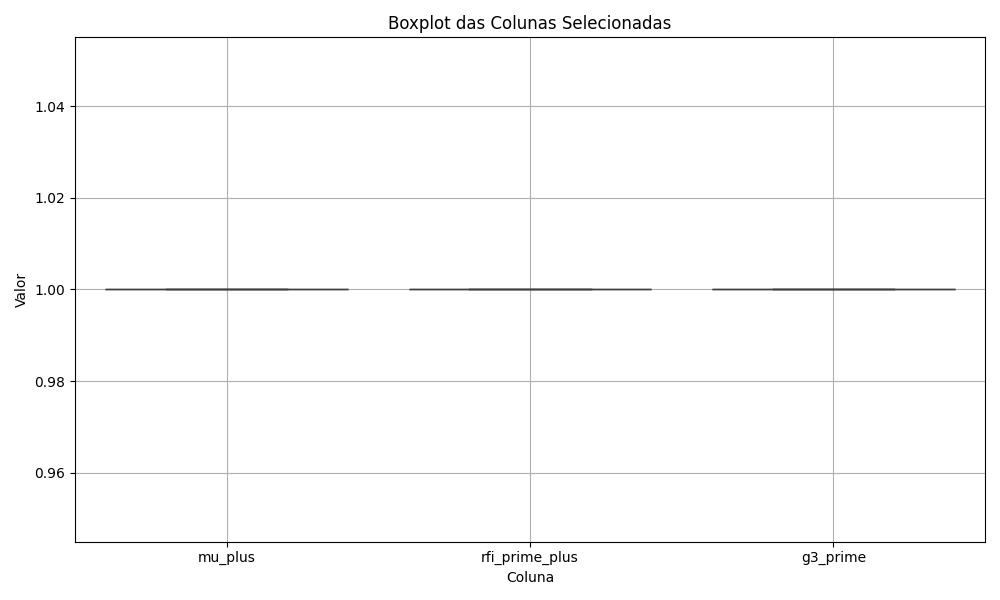 Boxplot das Colunas Selecionadas
Valor
1.04
1.02
1.00
0.98
0.96
mu_plus
rfi_prime_plus
g3_prime
Coluna